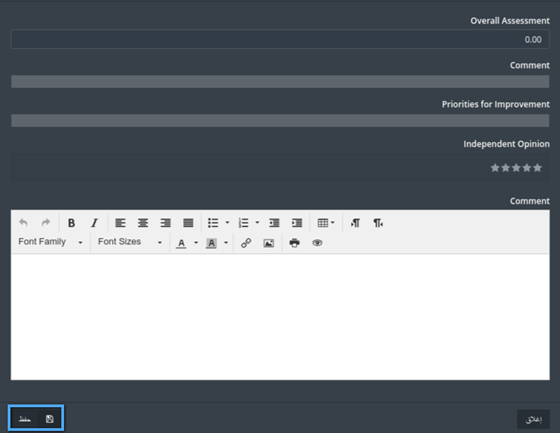 Overall Assessment
0.00
Comment
Priorities for Improvement
Independent Opinion
Comment
Font Family Font Sizes
حفظ
إغلاق